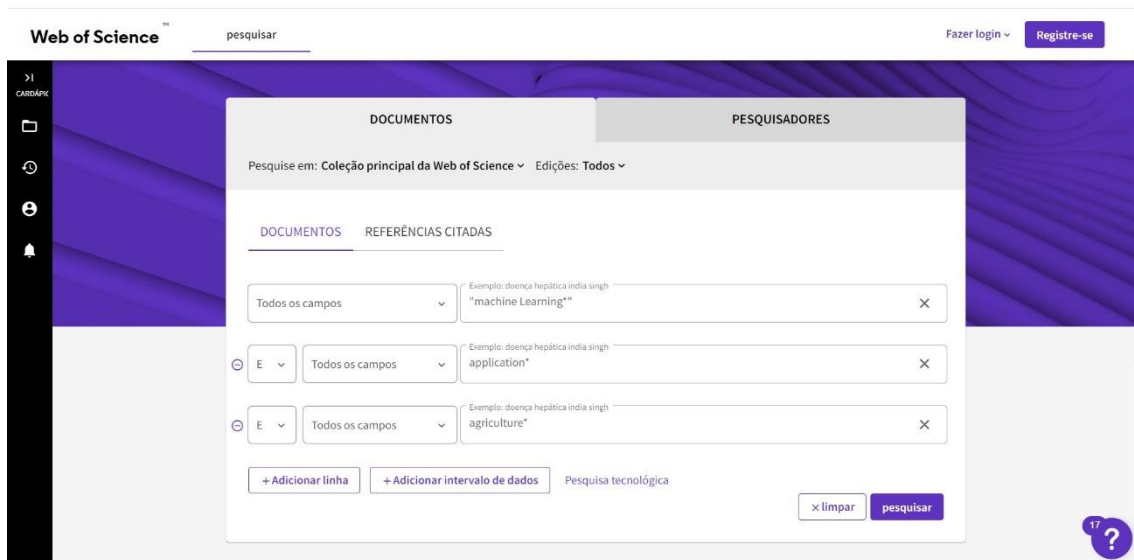 Web of Science™
pesquisar
Fazer login
Registre-se
CARDÁPIC
DOCUMENTOS
PESQUISADORES
Pesquise em: Coleção principal da Web of Science Edições: Todos
DOCUMENTOS REFERÊNCIAS CITADAS
Exemplo: doença hepática india singh
Todos os campos "machine Learning*"
Exemplo: doença hepática india singh
E Todos os campos application*
Exemplo: doença hepática india singh
E Todos os campos agriculture*
+ Adicionar linha + Adicionar intervalo de dados Pesquisa tecnológica
× limpar pesquisar
17
?